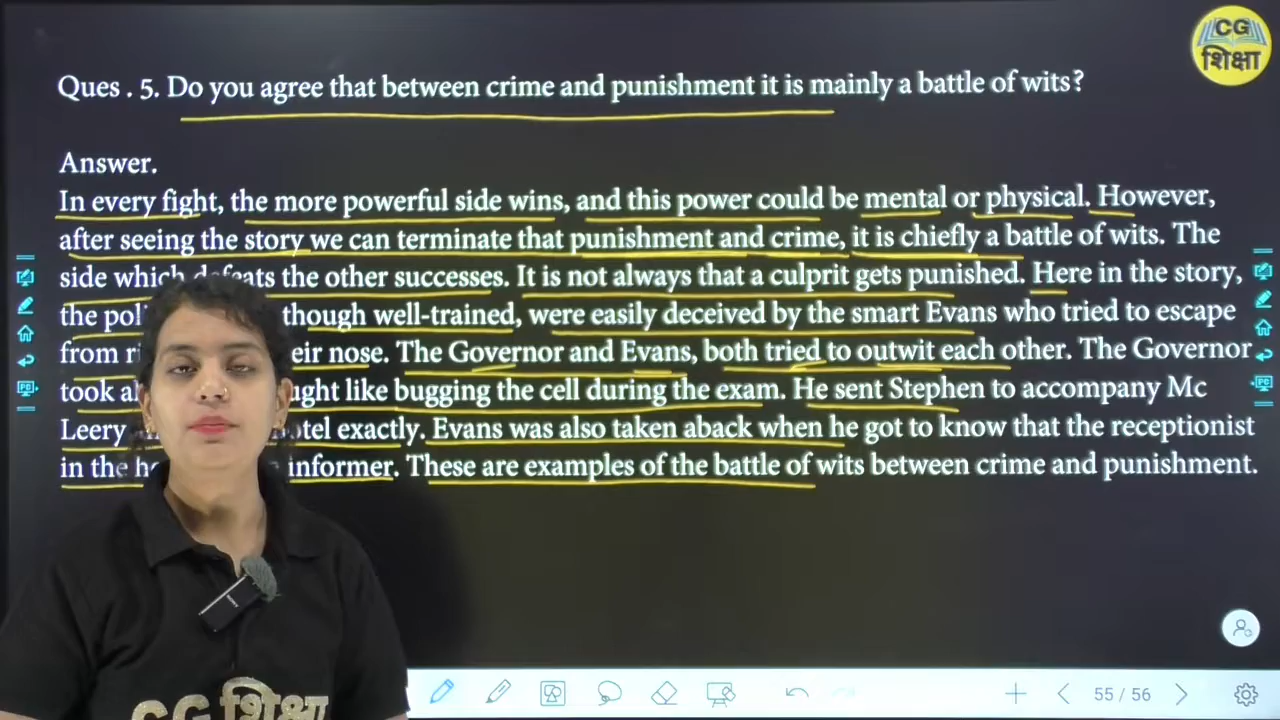 CG
शिक्षा
Ques . 5. Do you agree that between crime and punishment it is mainly a battle of wits?
Answer.
In every fight, the more powerful side wins, and this power could be mental or physical. However,
after seeing the story we can terminate that punishment and crime, it is chiefly a battle of wits. The
side which defeats the other successes. It is not always that a culprit gets punished. Here in the story,
the though well-trained, were easily deceived by the smart Evans who tried to escape
from nose. The Governor and Evans, both tried to outwit each other. The Governor
took like bugging the cell during the exam. He sent Stephen to accompany Mc
Leery exactly. Evans was also taken aback when he got to know that the receptionist
in the informer. These are examples of the battle of wits between crime and punishment.
CG शिक्षा
55 / 56